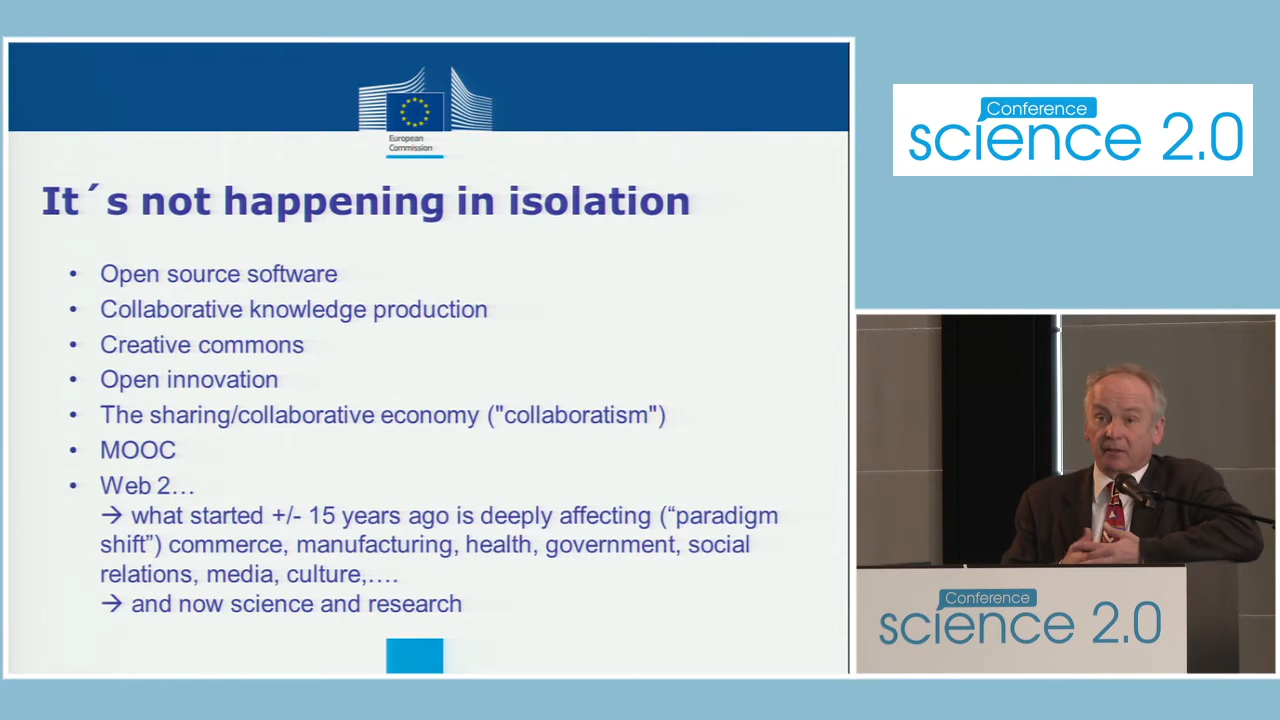 European
Commission
It´s not happening in isolation
• Open source software
• Collaborative knowledge production
• Creative commons
• Open innovation
• The sharing/collaborative economy ("collaboratism")
• MOOC
• Web 2…
→ what started +/- 15 years ago is deeply affecting (“paradigm
shift”) commerce, manufacturing, health, government, social
relations, media, culture,….
→ and now science and research
Conference
science 2.0
Conference
science 2.0